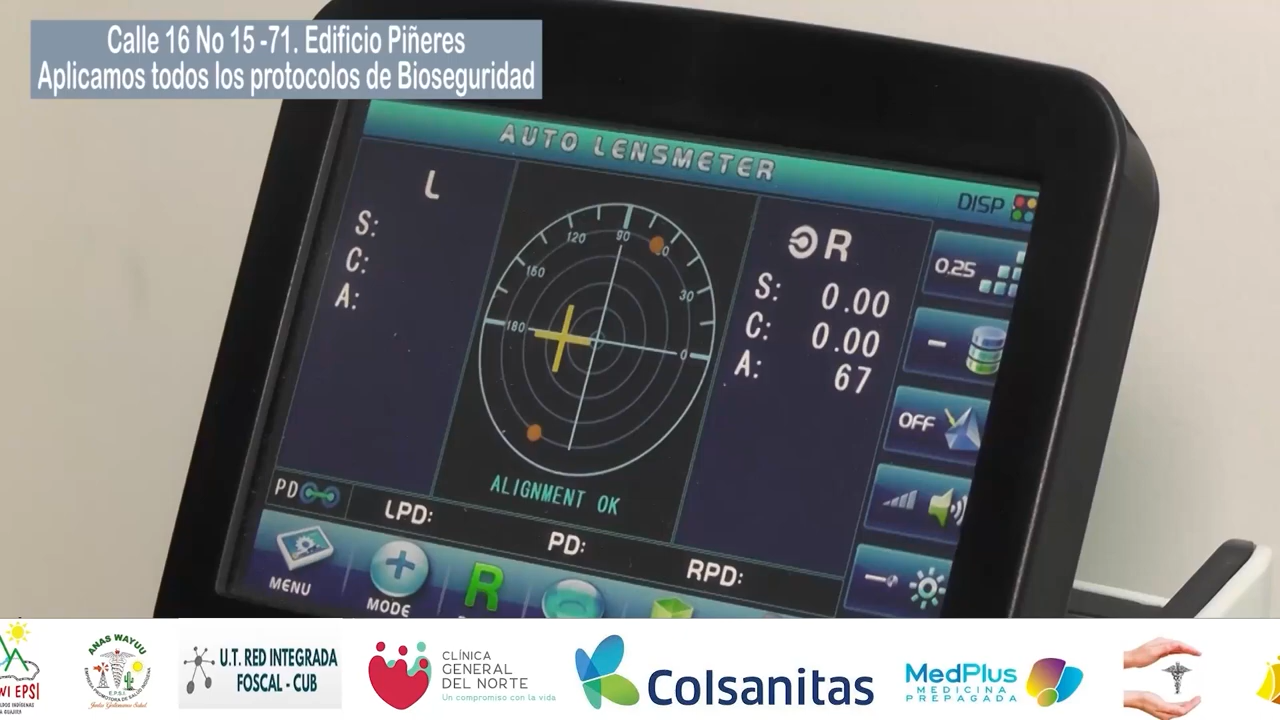 Calle 16 No 15 -71. Edificio Piñeres
Aplicamos todos los protocolos de Bioseguridad
AUTO LENSMETER
DISP
L
S:
C:
A:
120
90
150
30
180
0
R
S: 0.00
C: 0.00
A: 67
0.25
OFF
ALIGNMENT OK
PD
LPD:
PD:
RPD:
MENU
MODE
R
WI EPSI
ANAS WAYUU
U.T. RED INTEGRADA
FOSCAL - CUB
CLÍNICA
GENERAL
DEL NORTE
Un compromiso con la vida
Colsanitas
MedPlus
MEDICINA
PREPAGADA